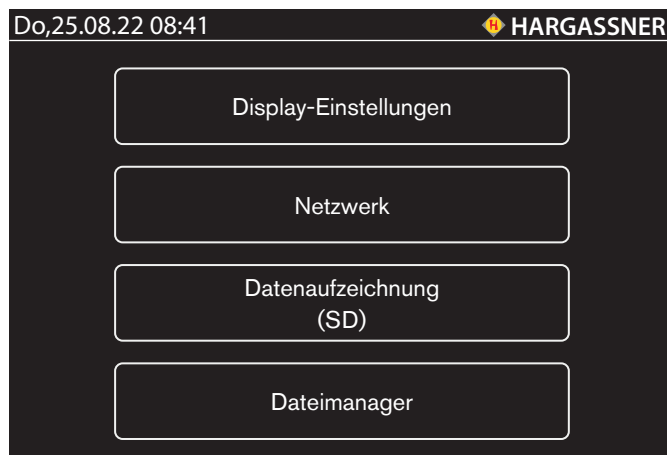 Do,25.08.22 08:41
H HARGASSNER
Display-Einstellungen
Netzwerk
Datenaufzeichnung
(SD)
Dateimanager